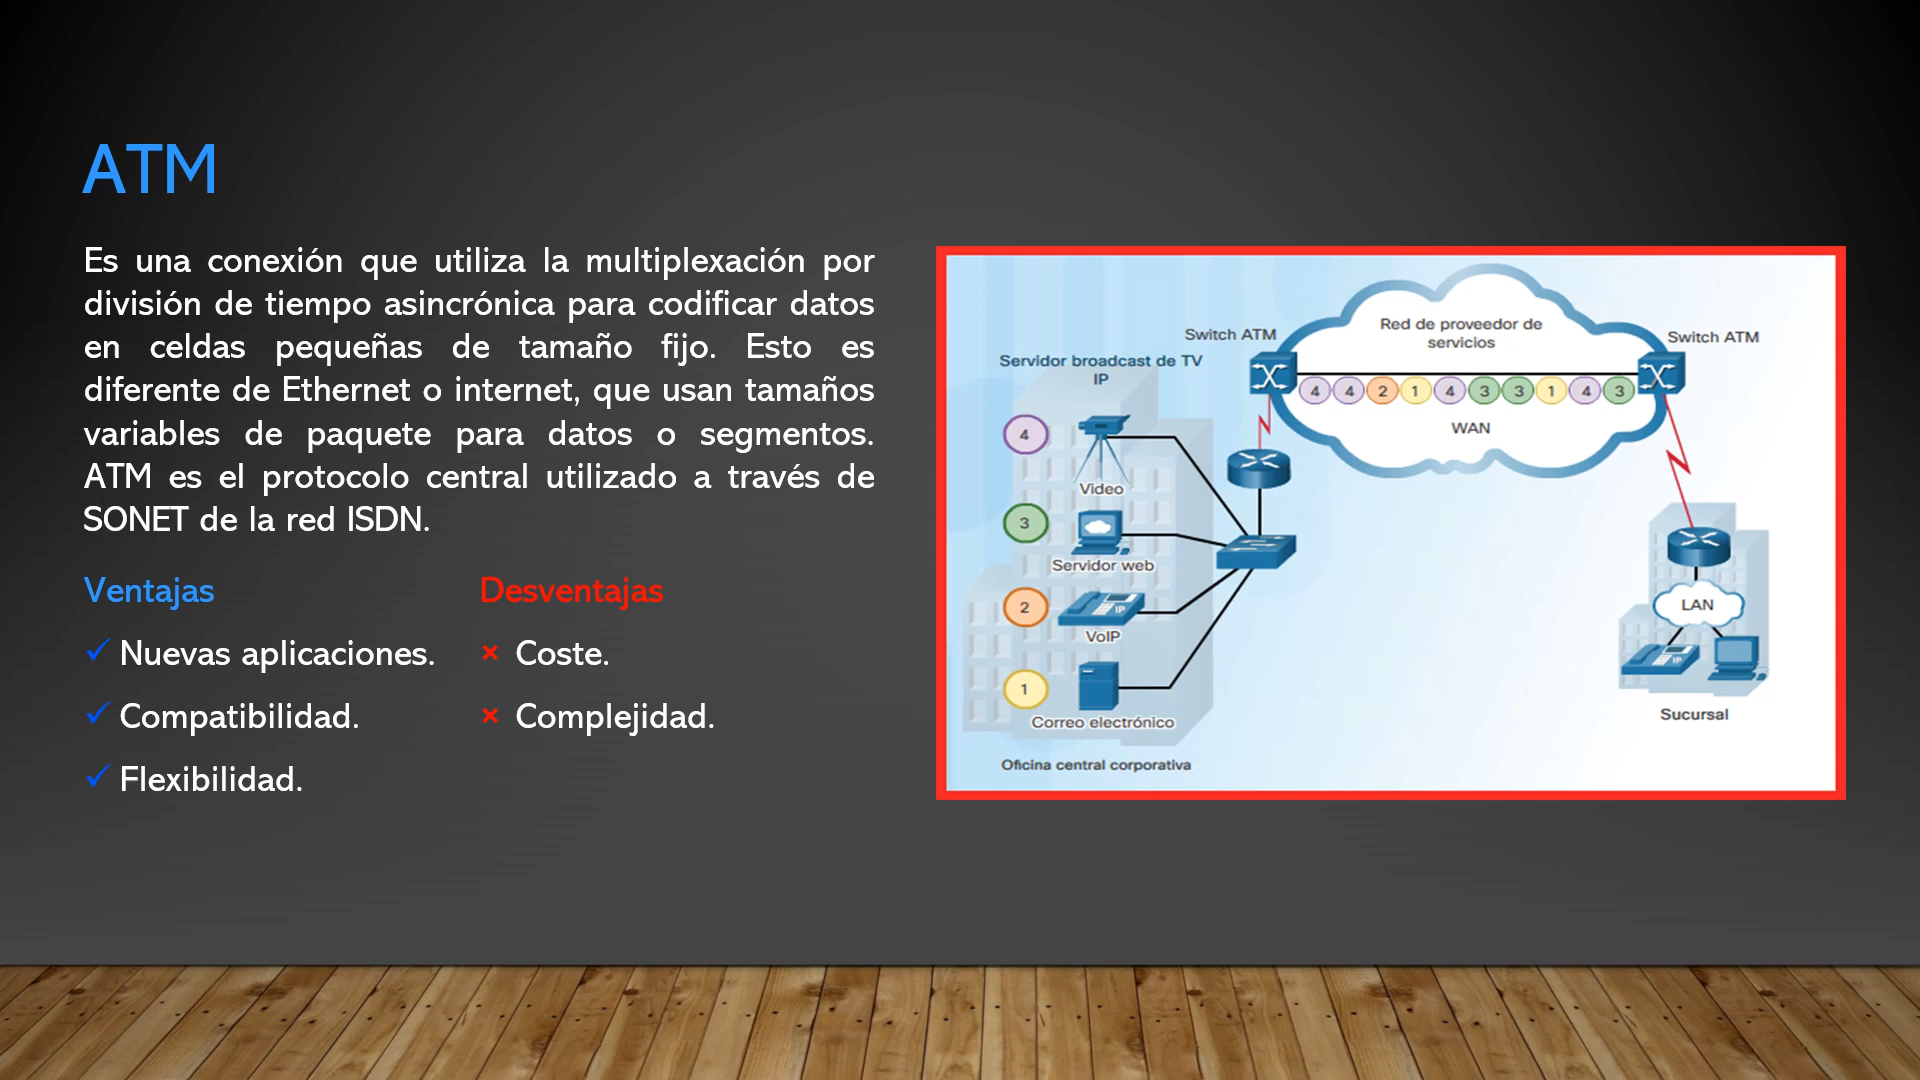 ATM
Es una conexión que utiliza la multiplexación por
división de tiempo asincrónica para codificar datos
en celdas pequeñas de tamaño fijo. Esto es
diferente de Ethernet o internet, que usan tamaños
variables de paquete para datos o segmentos.
ATM es el protocolo central utilizado a través de
SONET de la red ISDN.
Ventajas
✓ Nuevas aplicaciones.
✓ Compatibilidad.
✓ Flexibilidad.
Desventajas
× Coste.
× Complejidad.
Servidor broadcast de TV
IP
4
Video
3
Servidor web
2
IP
VoIP
1
Correo electrónico
Oficina central corporativa
Switch ATM
Red de proveedor de
servicios
4 4 2 1 4 3 3 1 4 3
WAN
Switch ATM
LAN
IP
Sucursal